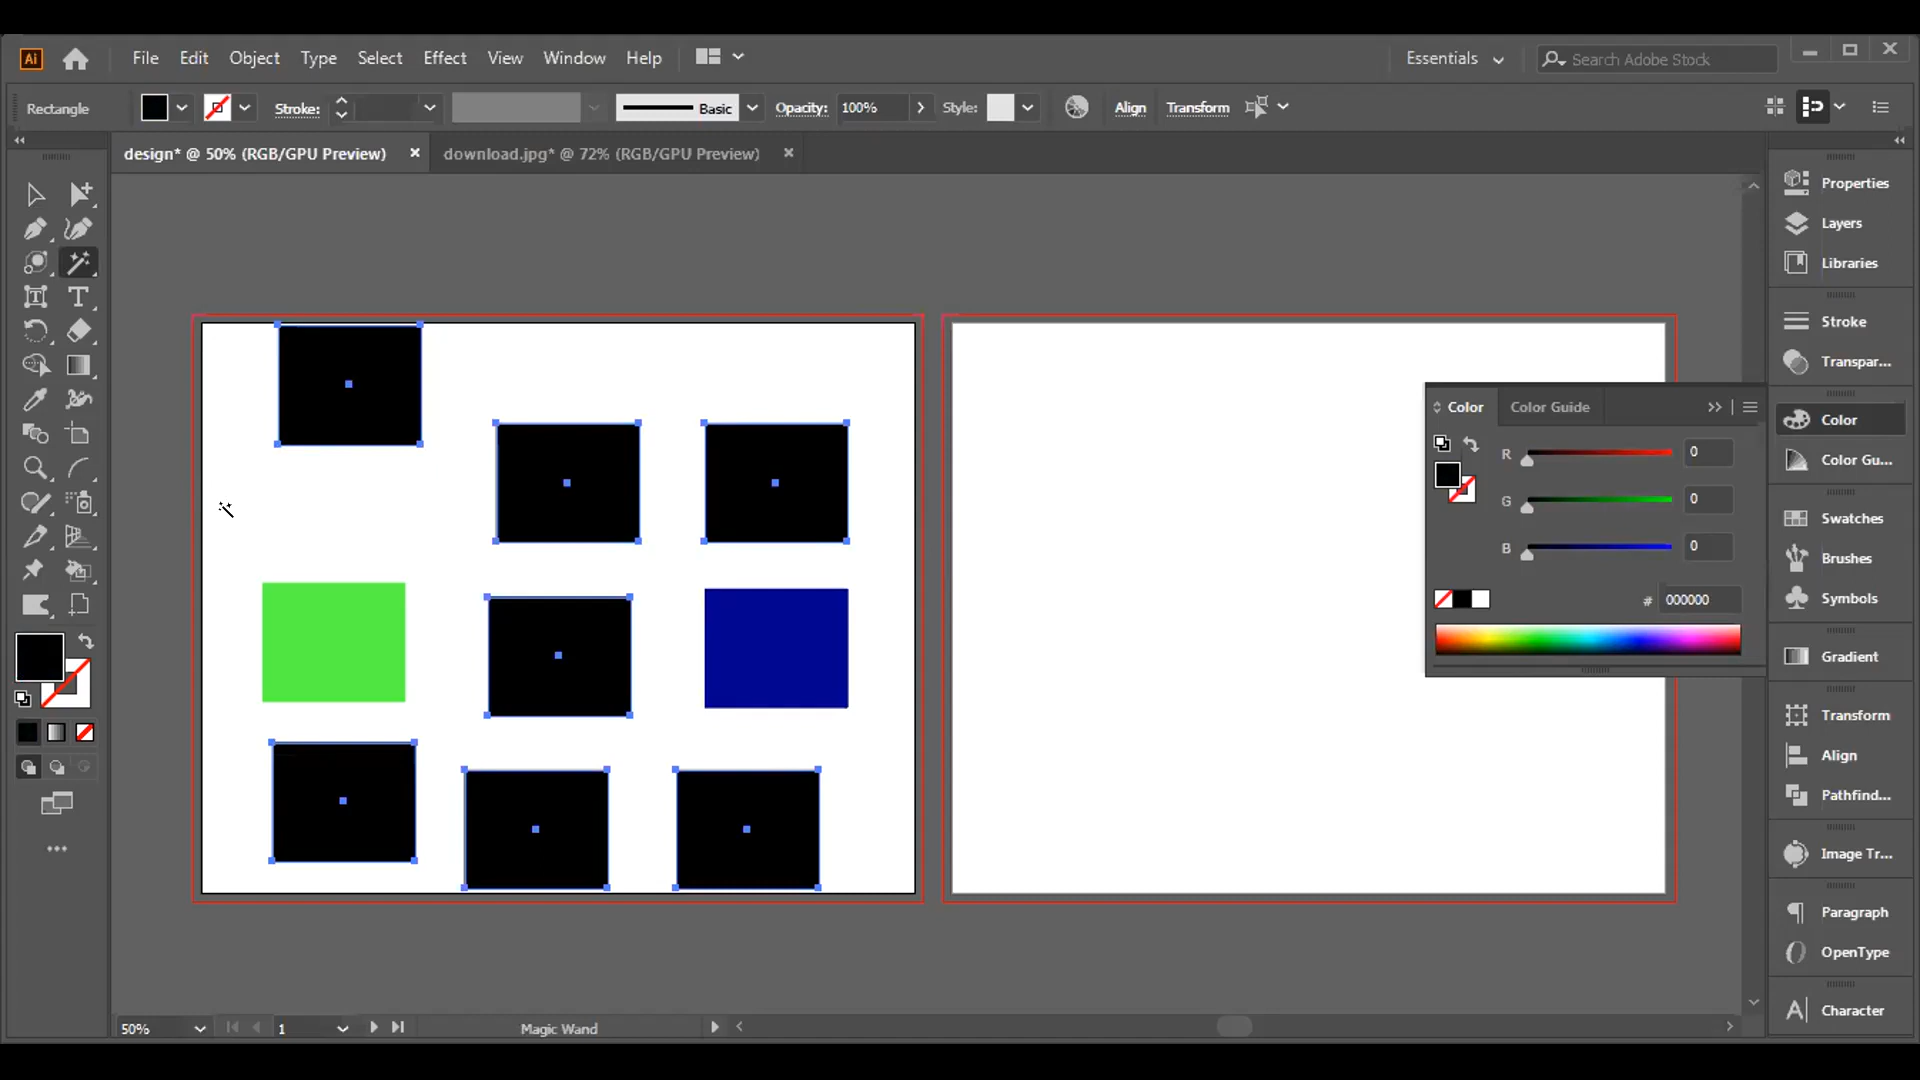 Ai File Edit Object Type Select Effect View Window Help Essentials Search Adobe Stock
Rectangle Stroke: Basic Opacity: 100% Style: Align Transform
design* @ 50% (RGB/GPU Preview) download.jpg* @ 72% (RGB/GPU Preview)
Properties
Layers
Libraries
Stroke
Transpar...
Color
Color Gu...
Swatches
Brushes
Symbols
Gradient
Transform
Align
Pathfind...
Image Tr...
Paragraph
OpenType
Character
Color Color Guide
R 0
G 0
B 0
# 000000
50% 1 Magic Wand